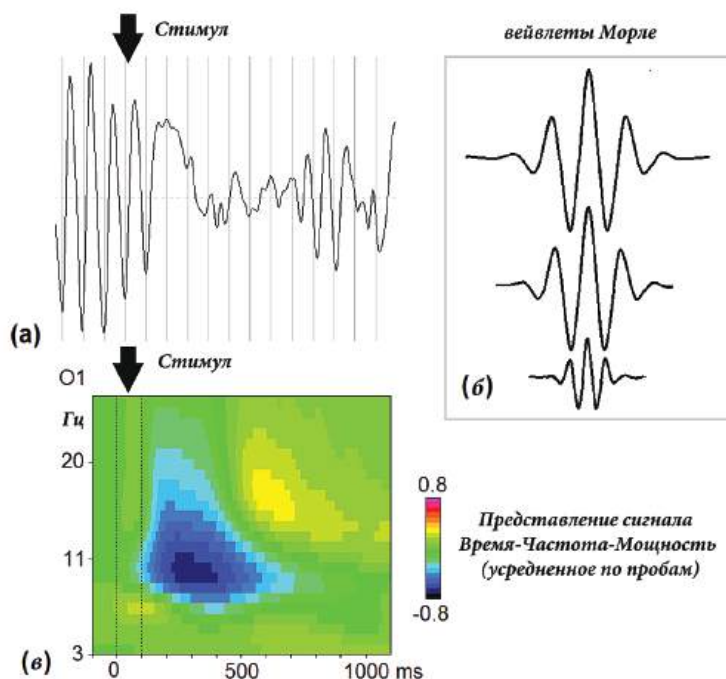 Стимул
вейвлеты Морле
(а)
(б)
Стимул
O1
Гц
20
11
3
0
500
1000 ms
(в)
0.8
-0.8
Представление сигнала
Время-Частота-Мощность
(усредненное по пробам)